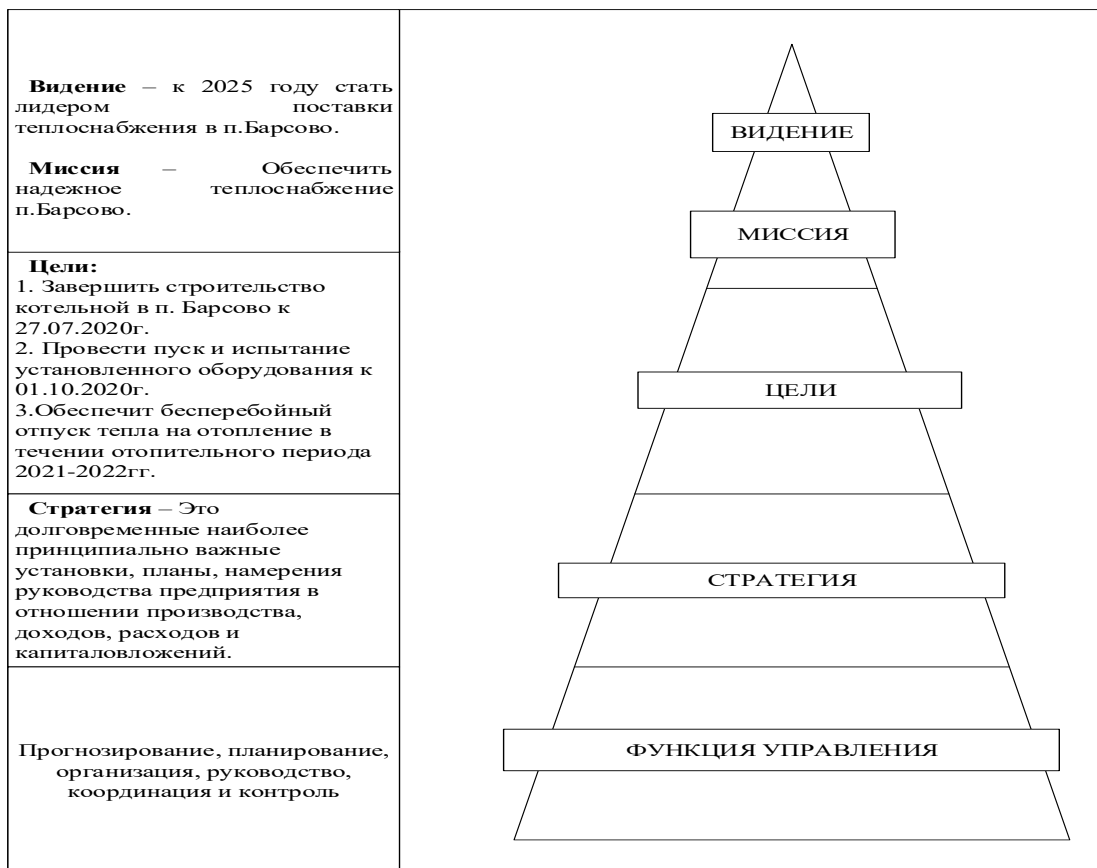 Видение – к 2025 году стать
лидером поставки
теплоснабжения в п.Барсово.
Миссия – Обеспечить
надежное теплоснабжение
п.Барсово.
Цели:
1. Завершить строительство
котельной в п. Барсово к
27.07.2020г.
2. Провести пуск и испытание
установленного оборудования к
01.10.2020г.
3.Обеспечит бесперебойный
отпуск тепла на отопление в
течении отопительного периода
2021-2022гг.
Стратегия – Это
долговременные наиболее
принципиально важные
установки, планы, намерения
руководства предприятия в
отношении производства,
доходов, расходов и
капиталовложений.
Прогнозирование, планирование,
организация, руководство,
координация и контроль
ВИДЕНИЕ
МИССИЯ
ЦЕЛИ
СТРАТЕГИЯ
ФУНКЦИЯ УПРАВЛЕНИЯ